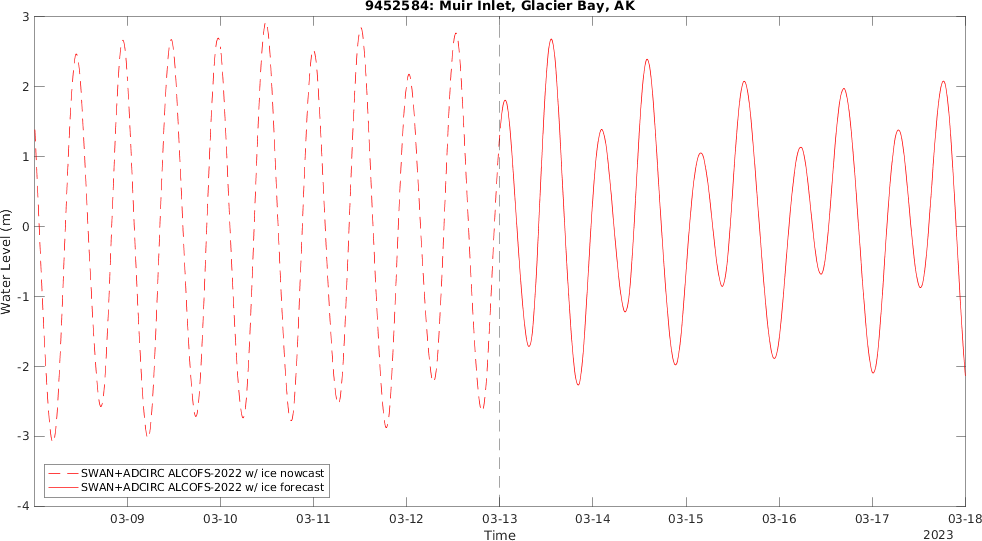 9452584: Muir Inlet, Glacier Bay, AK
3
2
1
0
-1
-2
-3
-4
Water Level (m)
SWAN+ADCIRC ALCOFS-2022 w/ ice nowcast
SWAN+ADCIRC ALCOFS-2022 w/ ice forecast
03-09 03-10 03-11 03-12 03-13 03-14 03-15 03-16 03-17 03-18
Time
2023